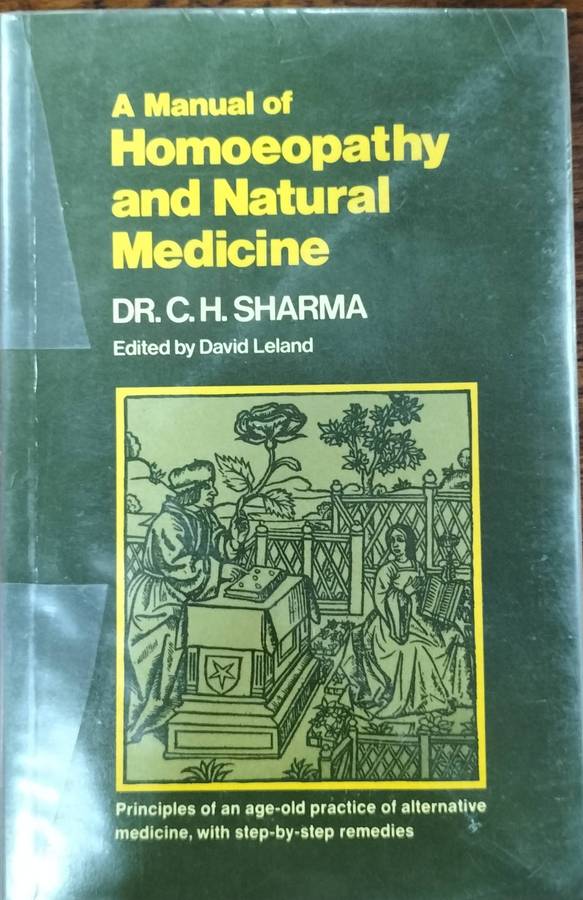 A Manual of
Homoeopathy
and Natural
Medicine
DR. C. H. SHARMA
Edited by David Leland
Principles of an age-old practice of alternative
medicine, with step-by-step remedies